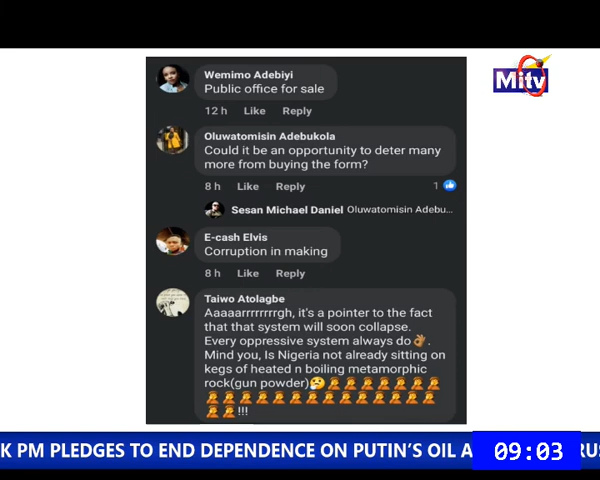 Mitv
Wemimo Adebiyi
Public office for sale
12 h Like Reply
Oluwatomisin Adebukola
Could it be an opportunity to deter many
more from buying the form?
8 h Like Reply 1
Sesan Michael Daniel Oluwatomisin Adebu...
E-cash Elvis
Corruption in making
8 h Like Reply
Taiwo Atolagbe
Aaaaarrrrrrrrgh, it's a pointer to the fact
that that system will soon collapse.
Every oppressive system always do👌🏾.
Mind you, Is Nigeria not already sitting on
kegs of heated n boiling metamorphic
rock(gun powder)😥🤦🤦🤦🤦🤦🤦🤦
🤦🤦🤦🤦🤦🤦🤦🤦🤦🤦🤦🤦🤦🤦
🤦🤦!!!
K PM PLEDGES TO END DEPENDENCE ON PUTIN'S OIL A
09:03
RUS